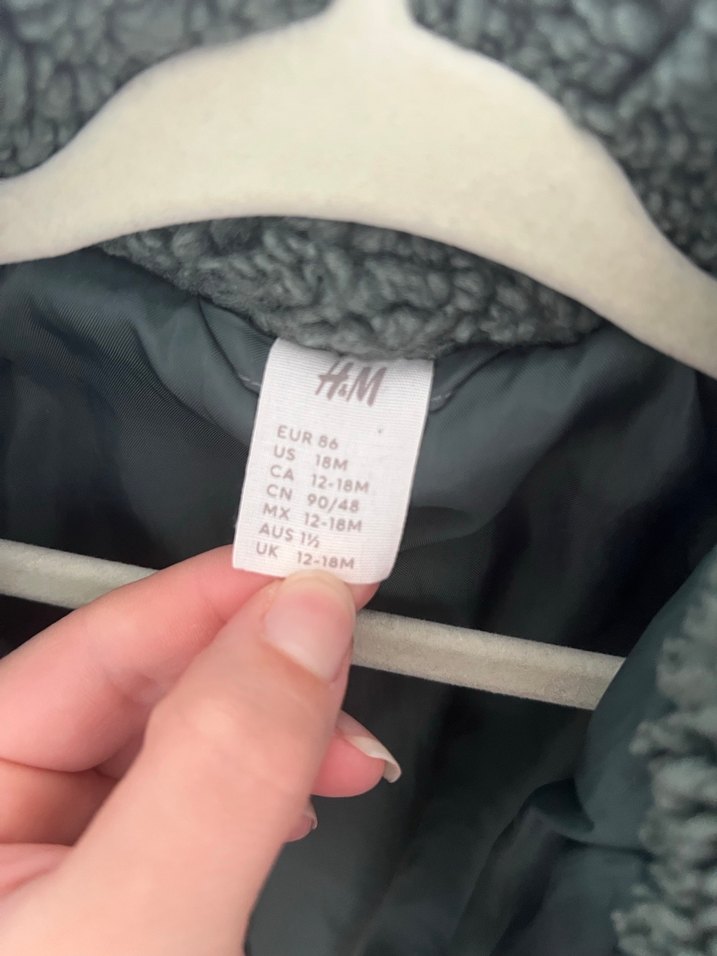 H&M
EUR 86
US 18M
CA 12-18M
CN 90/48
MX 12-18M
AUS 1½
UK 12-18M